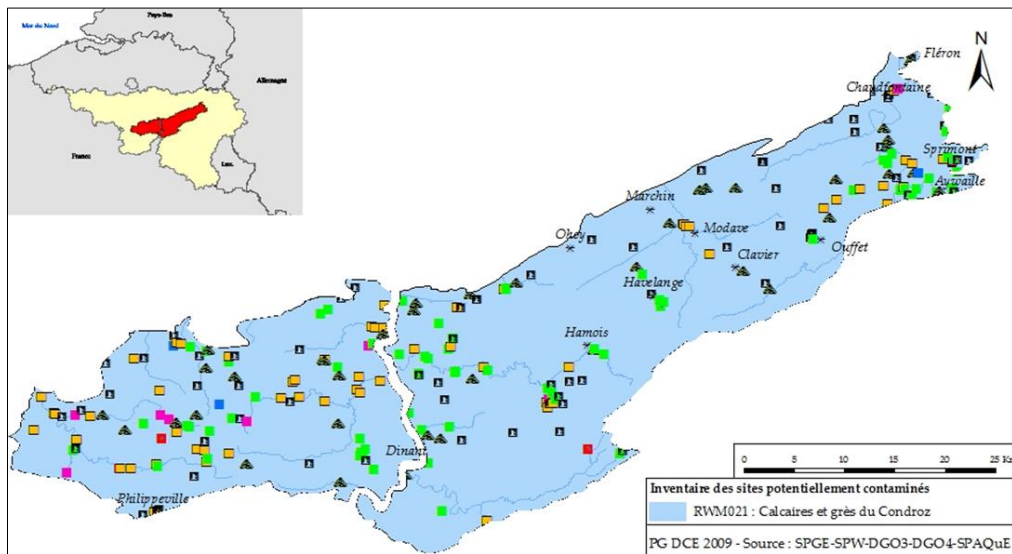 Mer du Nord
Pays-Bas
Allemagne
France
Lux.
N
Fléron
Chaudfontaine
Sprimont
Aywaille
Marchin
Modave
Ohey
Ouffet
Clavier
Havelange
Hamois
Dinant
Philippeville
0 5 10 15 20 25 Km
Inventaire des sites potentiellement contaminés
RWM021 : Calcaires et grès du Condroz
PG DCE 2009 - Source : SPGE-SPW-DGO3-DGO4-SPAQuE